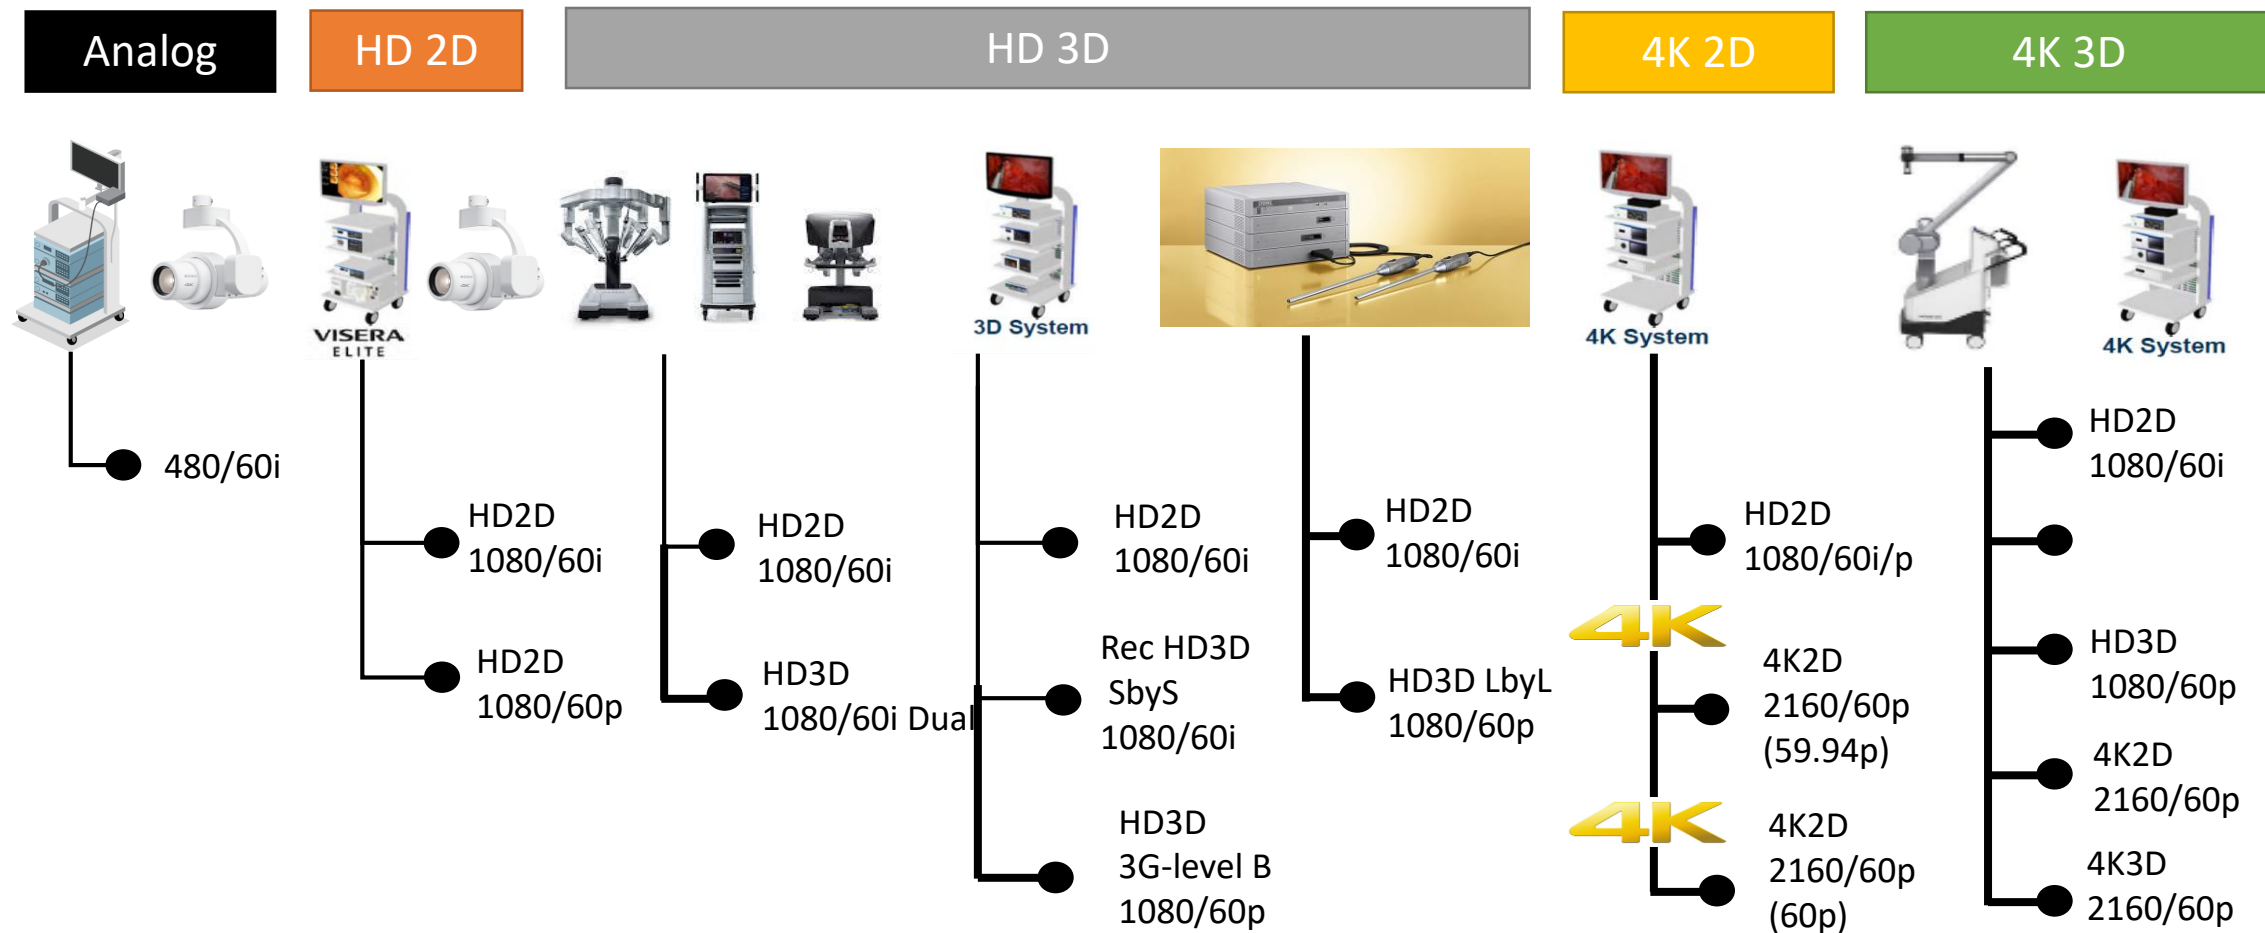 Analog
HD 2D
HD 3D
4K 2D
4K 3D
VISERA
ELITE
3D System
4K System
4K System
480/60i
HD2D
1080/60i
HD2D
1080/60p
HD2D
1080/60i
HD3D
1080/60i Dual
HD2D
1080/60i
Rec HD3D
SbyS
1080/60i
HD3D
3G-level B
1080/60p
HD2D
1080/60i
HD3D LbyL
1080/60p
HD2D
1080/60i/p
4K
4K2D
2160/60p
(59.94p)
4K
4K2D
2160/60p
(60p)
HD2D
1080/60i
HD3D
1080/60p
4K2D
2160/60p
4K3D
2160/60p